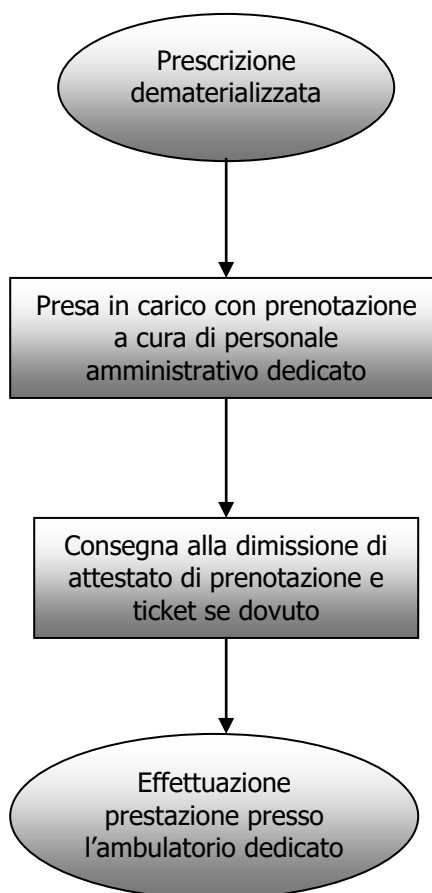 Prescrizione
dematerializzata
Presa in carico con prenotazione
a cura di personale
amministrativo dedicato
Consegna alla dimissione di
attestato di prenotazione e
ticket se dovuto
Effettuazione
prestazione presso
l’ambulatorio dedicato